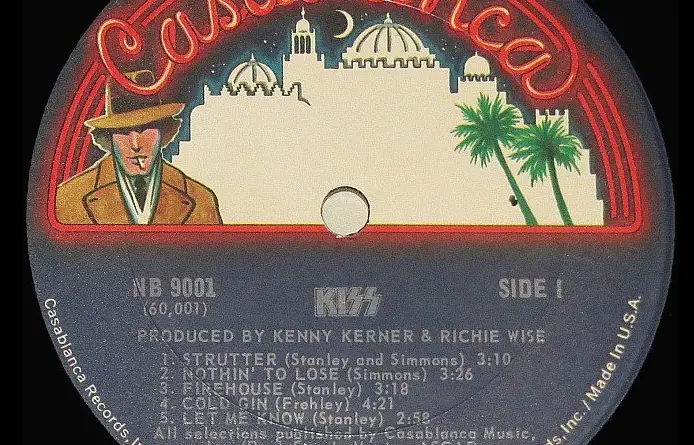 Casablanca
NB 9001
(60,001)
KISS
SIDE 1
PRODUCED BY KENNY KERNER & RICHIE WISE
1. STRUTTER (Stanley and Simmons) 3:10
2. NOTHIN' TO LOSE (Simmons) 3:26
3. FIREHOUSE (Stanley) 3:18
4. COLD GIN (Frehley) 4:21
5. LET ME KNOW (Stanley) 2:58
All selections published by Casablanca Music,
Casablanca Records, In
ds, Inc. / Made In U.S.A.